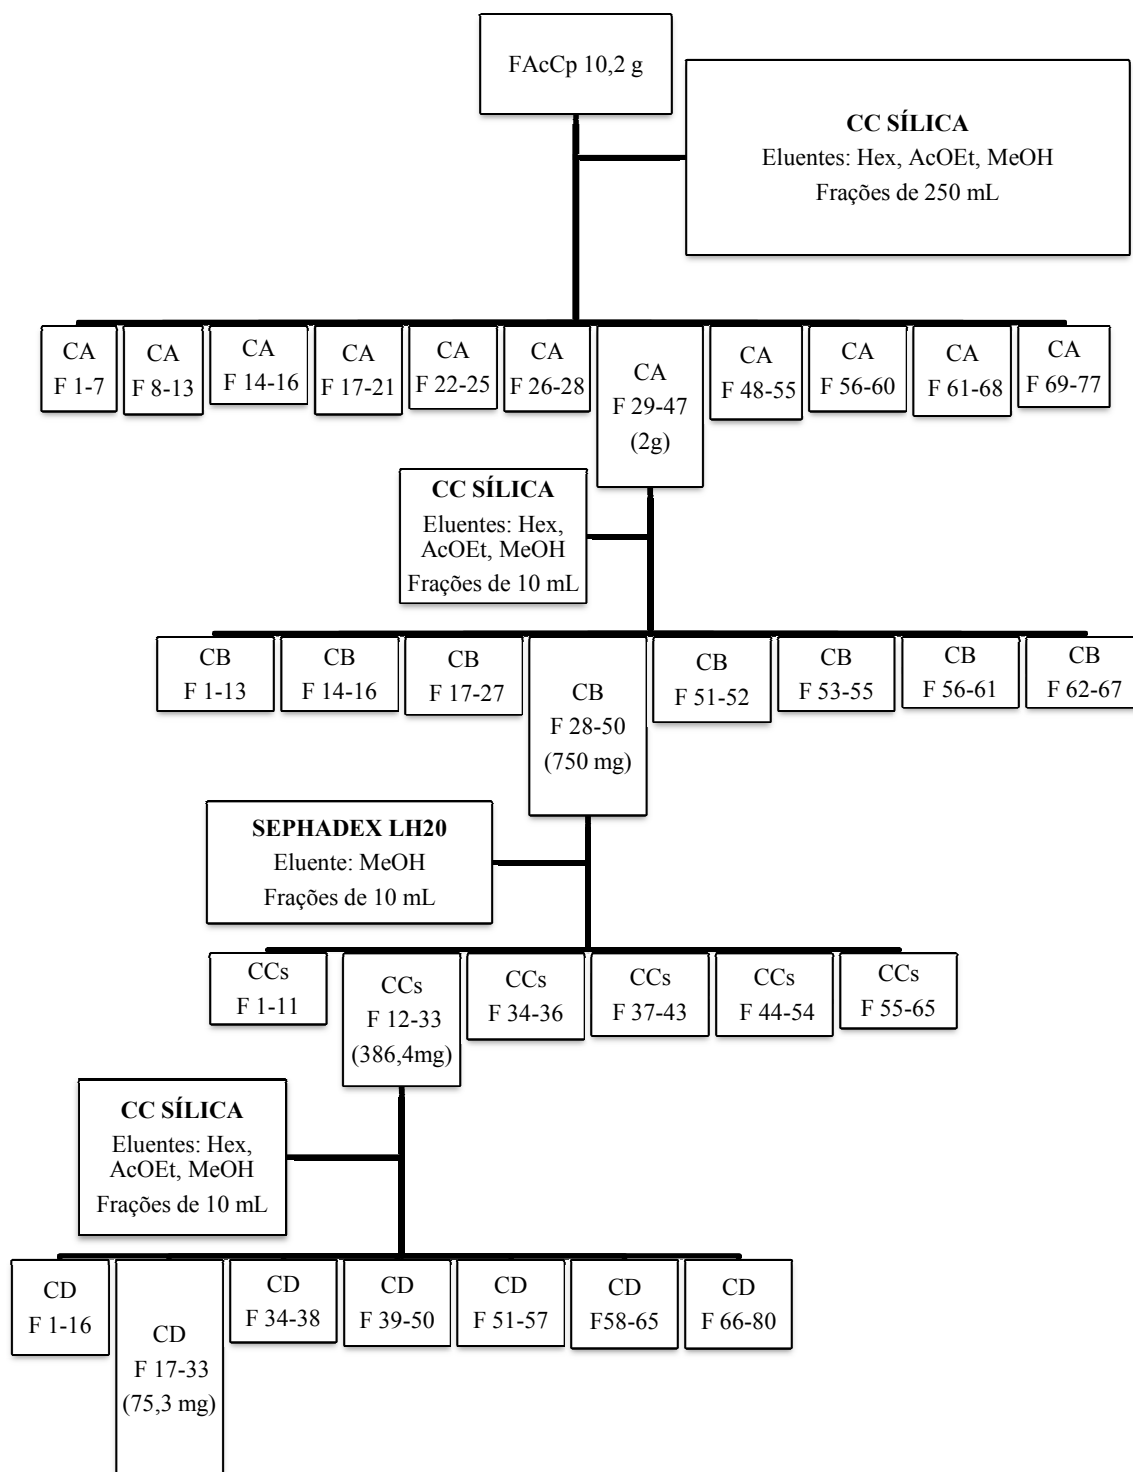 FAcCp 10,2 g
CC SÍLICA
Eluentes: Hex, AcOEt, MeOH
Frações de 250 mL
CA
F 1-7
CA
F 8-13
CA
F 14-16
CA
F 17-21
CA
F 22-25
CA
F 26-28
CA
F 29-47
(2g)
CA
F 48-55
CA
F 56-60
CA
F 61-68
CA
F 69-77
CC SÍLICA
Eluentes: Hex,
AcOEt, MeOH
Frações de 10 mL
CB
F 1-13
CB
F 14-16
CB
F 17-27
CB
F 28-50
(750 mg)
CB
F 51-52
CB
F 53-55
CB
F 56-61
CB
F 62-67
SEPHADEX LH20
Eluente: MeOH
Frações de 10 mL
CCs
F 1-11
CCs
F 12-33
(386,4mg)
CCs
F 34-36
CCs
F 37-43
CCs
F 44-54
CCs
F 55-65
CC SÍLICA
Eluentes: Hex,
AcOEt, MeOH
Frações de 10 mL
CD
F 1-16
CD
F 17-33
(75,3 mg)
CD
F 34-38
CD
F 39-50
CD
F 51-57
CD
F58-65
CD
F 66-80